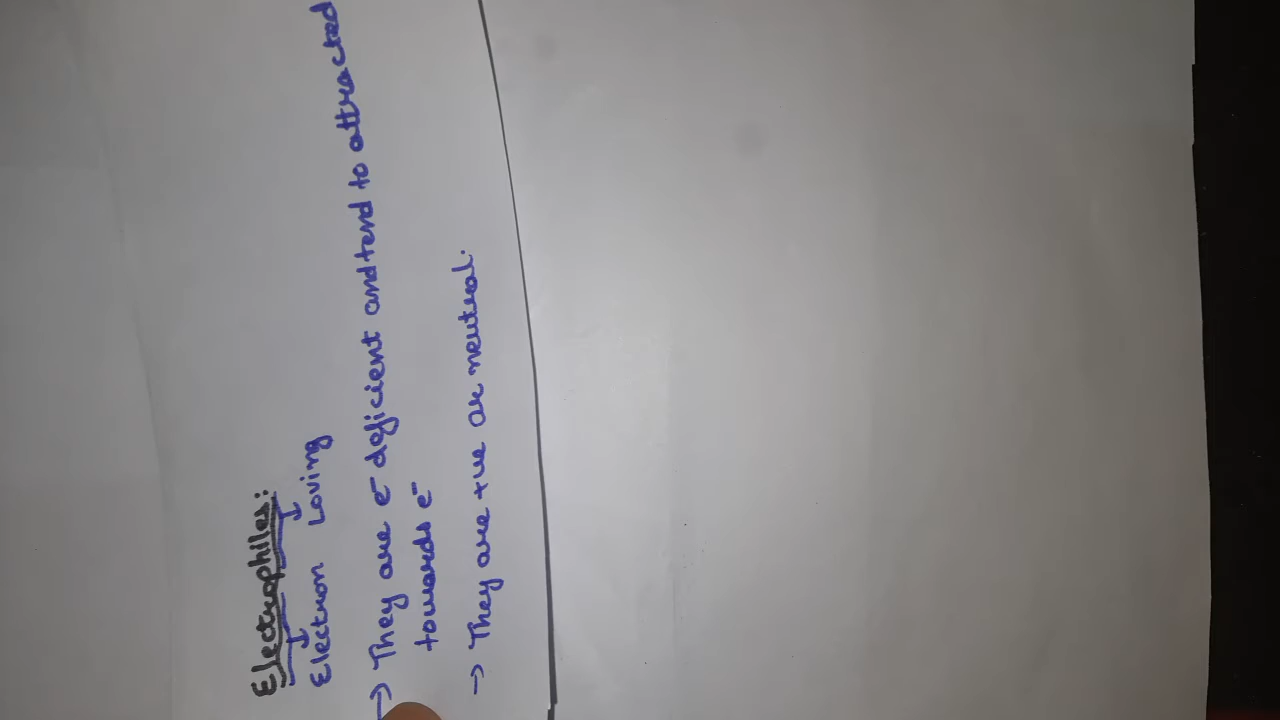 Electrophiles:
Electron Loving
→ They are e⁻ deficient and tend to attracted
towards e⁻
→ They are +ve or neutral.